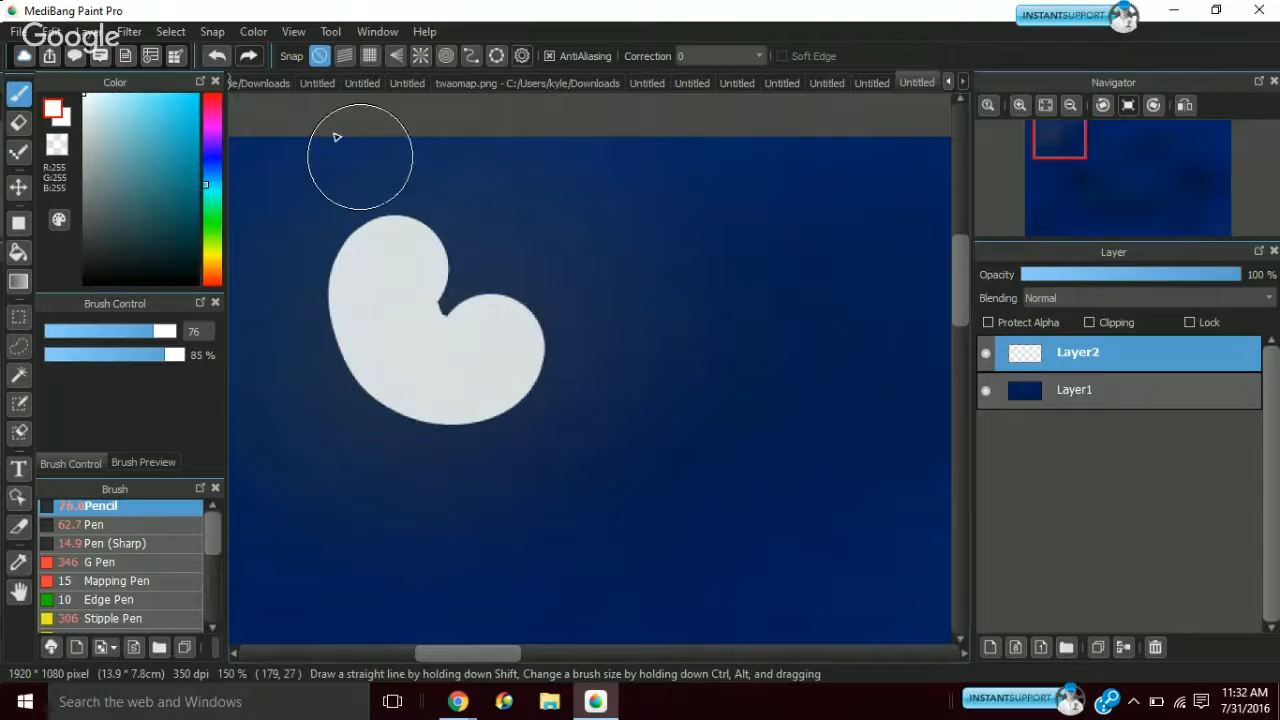 MediBang Paint Pro
INSTANTSUPPORT
File Edit Layer Filter Select Snap Color View Tool Window Help
Google
Snap AntiAliasing Correction 0 Soft Edge
Color
le/Downloads Untitled Untitled Untitled twaomap.png - C:/Users/kyle/Downloads Untitled Untitled Untitled Untitled Untitled Untitled Untitled
Navigator
R:255
G:255
B:255
Layer
Opacity 100 %
Blending Normal
Protect Alpha Clipping Lock
Layer2
Layer1
Brush Control
76
85 %
Brush Control Brush Preview
Brush
76.8 Pencil
62.7 Pen
14.9 Pen (Sharp)
346 G Pen
15 Mapping Pen
10 Edge Pen
306 Stipple Pen
1920 * 1080 pixel (13.9 * 7.8cm) 350 dpi 150 % ( 179, 27 ) Draw a straight line by holding down Shift, Change a brush size by holding down Ctrl, Alt, and dragging
Search the web and Windows
INSTANTSUPPORT
11:32 AM
7/31/2016